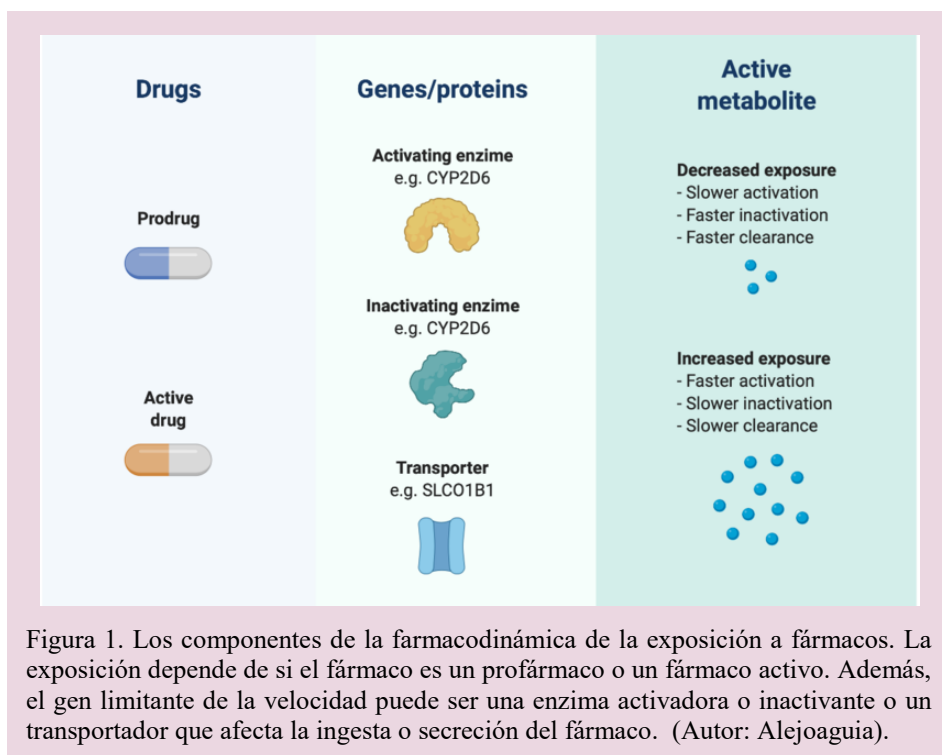 Drugs
Prodrug
Active
drug
Genes/proteins
Activating enzime
e.g. CYP2D6
Inactivating enzime
e.g. CYP2D6
Transporter
e.g. SLCO1B1
Active
metabolite
Decreased exposure
- Slower activation
- Faster inactivation
- Faster clearance
Increased exposure
- Faster activation
- Slower inactivation
- Slower clearance
Figura 1. Los componentes de la farmacodinámica de la exposición a fármacos. La
exposición depende de si el fármaco es un profármaco o un fármaco activo. Además,
el gen limitante de la velocidad puede ser una enzima activadora o inactivante o un
transportador que afecta la ingesta o secreción del fármaco. (Autor: Alejoaguia).